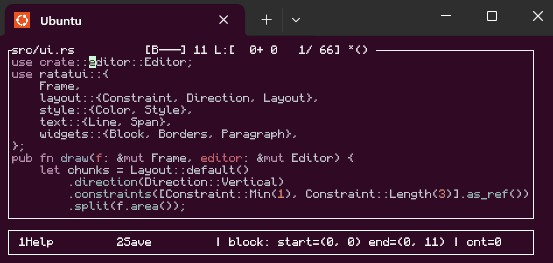 Ubuntu
src/ui.rs [B---] 11 L:[ 0+ 0 1/ 66] *()
use crate::editor::Editor;
use ratatui::{
    Frame,
    layout::{Constraint, Direction, Layout},
    style::{Color, Style},
    text::{Line, Span},
    widgets::{Block, Borders, Paragraph},
};
pub fn draw(f: &mut Frame, editor: &mut Editor) {
    let chunks = Layout::default()
        .direction(Direction::Vertical)
        .constraints([Constraint::Min(1), Constraint::Length(3)].as_ref())
        .split(f.area());
1Help 2Save | block: start=(0, 0) end=(0, 11) | cnt=0